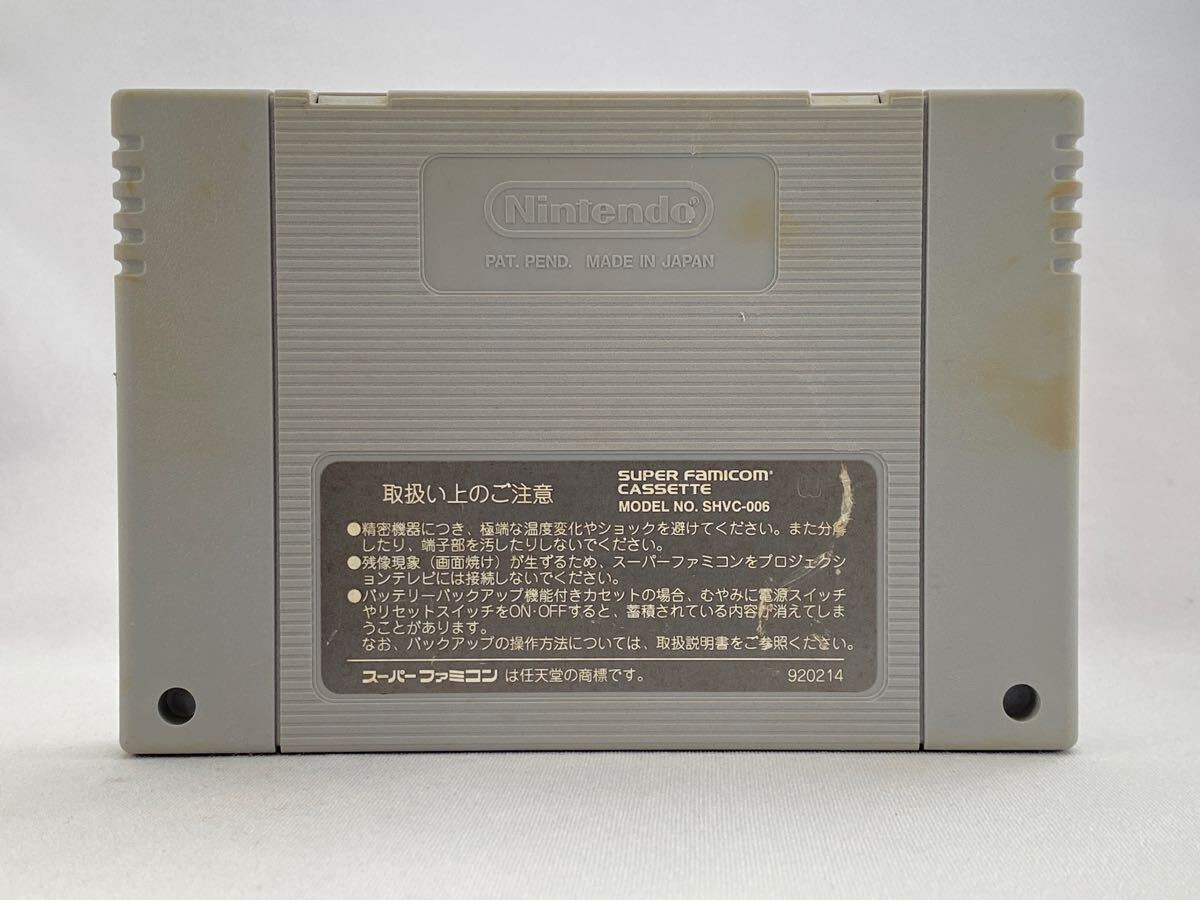 Nintendo®
PAT. PEND. MADE IN JAPAN
取扱い上のご注意
SUPER FAMICOM
CASSETTE
MODEL NO. SHVC-006
●精密機器につき、極端な温度変化やショックを避けてください。また分解
したり、端子部を汚したりしないでください。
●残像現象（画面焼け）が生ずるため、スーパーファミコンをプロジェクシ
ョンテレビには接続しないでください。
●バッテリーバックアップ機能付きカセットの場合、むやみに電源スイッチ
やリセットスイッチをON·OFFすると、蓄積されている内容が消えてしま
うことがあります。
なお、バックアップの操作方法については、取扱説明書をご参照ください。
スーパーファミコン は任天堂の商標です。
920214